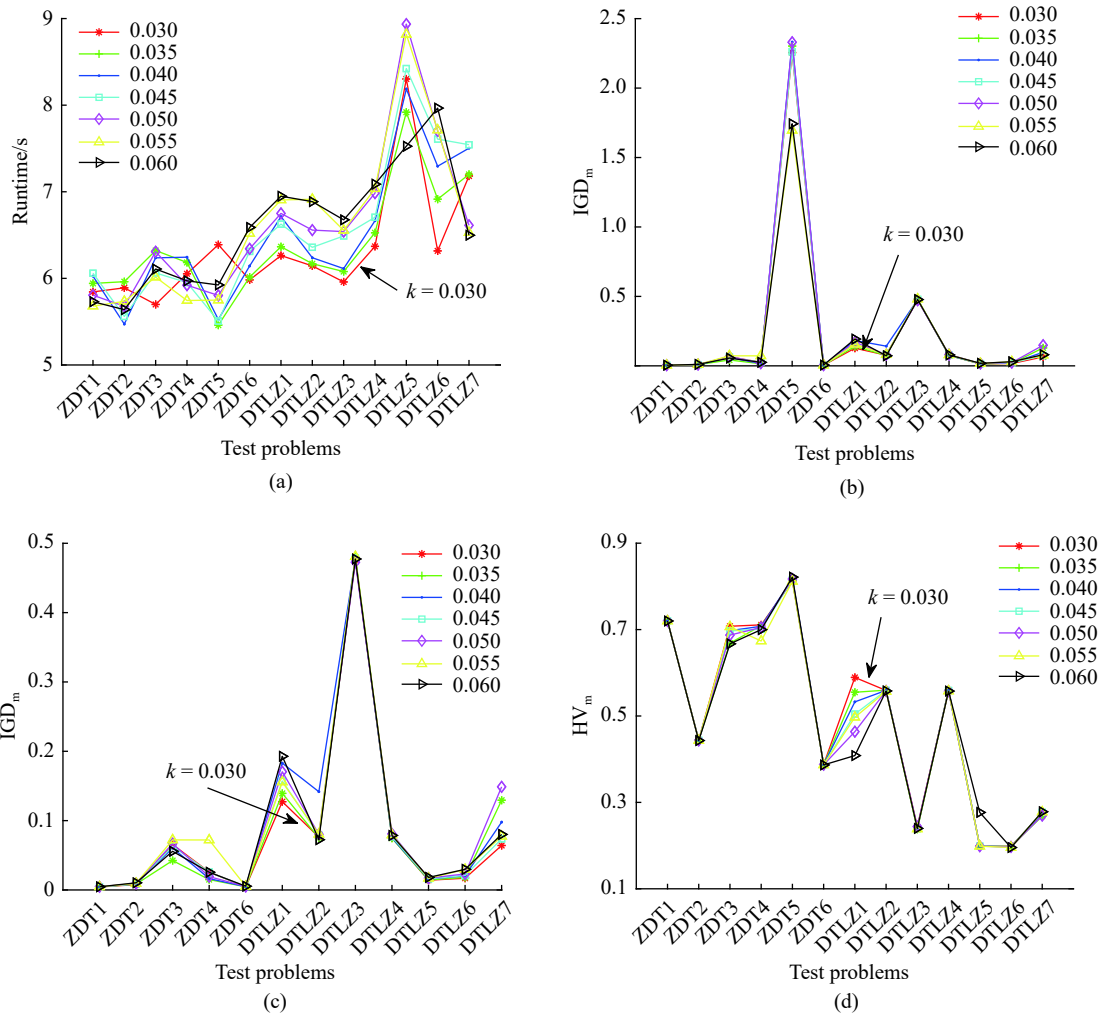 9
8
7
6
5
Runtime/s
0.030
0.035
0.040
0.045
0.050
0.055
0.060
k = 0.030
ZDT1
ZDT2
ZDT3
ZDT4
ZDT5
ZDT6
DTLZ1
DTLZ2
DTLZ3
DTLZ4
DTLZ5
DTLZ6
DTLZ7
Test problems
(a)
2.5
2.0
1.5
1.0
0.5
IGDm
0.030
0.035
0.040
0.045
0.050
0.055
0.060
k = 0.030
ZDT1
ZDT2
ZDT3
ZDT4
ZDT5
ZDT6
DTLZ1
DTLZ2
DTLZ3
DTLZ4
DTLZ5
DTLZ6
DTLZ7
Test problems
(b)
0.5
0.4
0.3
0.2
0.1
0
IGDm
0.030
0.035
0.040
0.045
0.050
0.055
0.060
k = 0.030
ZDT1
ZDT2
ZDT3
ZDT4
ZDT6
DTLZ1
DTLZ2
DTLZ3
DTLZ4
DTLZ5
DTLZ6
DTLZ7
Test problems
(c)
0.9
0.7
0.5
0.3
0.1
HVm
0.030
0.035
0.040
0.045
0.050
0.055
0.060
k = 0.030
ZDT1
ZDT2
ZDT3
ZDT4
ZDT5
ZDT6
DTLZ1
DTLZ2
DTLZ3
DTLZ4
DTLZ5
DTLZ6
DTLZ7
Test problems
(d)